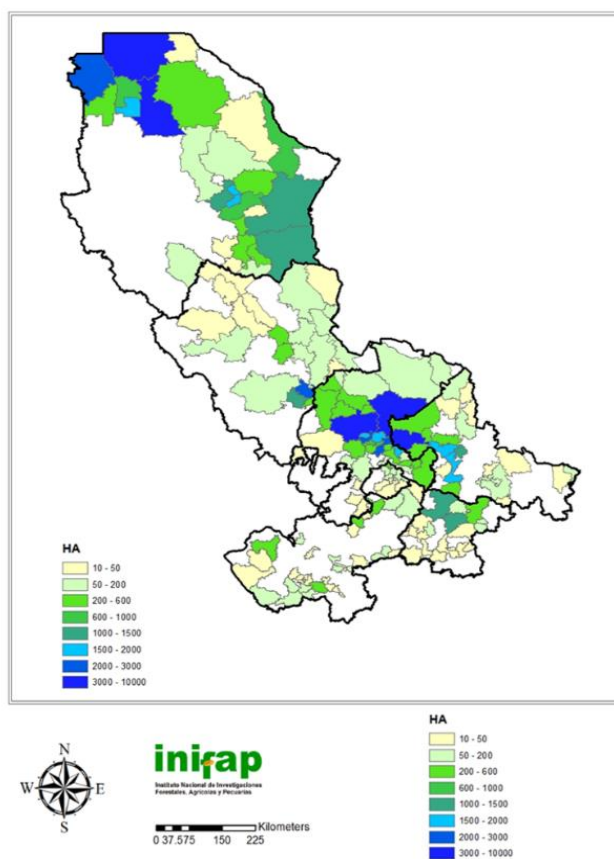 HA
10 - 50
50 - 200
200 - 600
600 - 1000
1000 - 1500
1500 - 2000
2000 - 3000
3000 - 10000
N
W E
S
inifap
Instituto Nacional de Investigaciones
Forestales, Agrícolas y Pecuarias
Kilometers
0 37.575 150 225
HA
10 - 50
50 - 200
200 - 600
600 - 1000
1000 - 1500
1500 - 2000
2000 - 3000
3000 - 10000